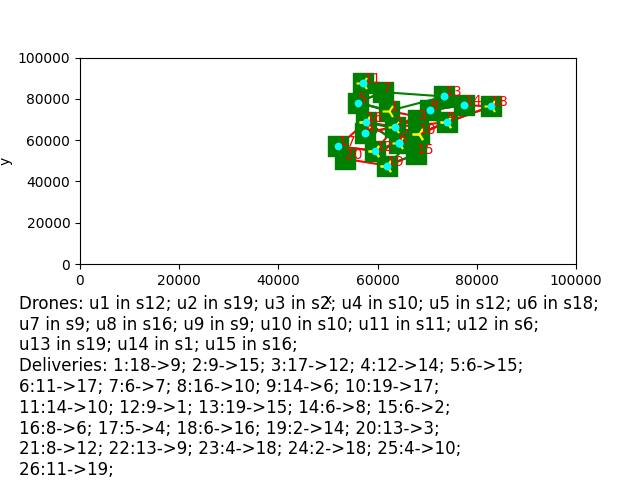 100000
80000
60000
40000
20000
0
y
0 20000 40000 60000 80000 100000
x
Drones: u1 in s12; u2 in s19; u3 in s2; u4 in s10; u5 in s12; u6 in s18;
u7 in s9; u8 in s16; u9 in s9; u10 in s10; u11 in s11; u12 in s6;
u13 in s19; u14 in s1; u15 in s16;
Deliveries: 1:18->9; 2:9->15; 3:17->12; 4:12->14; 5:6->15;
6:11->17; 7:6->7; 8:16->10; 9:14->6; 10:19->17;
11:14->10; 12:9->1; 13:19->15; 14:6->8; 15:6->2;
16:8->6; 17:5->4; 18:6->16; 19:2->14; 20:13->3;
21:8->12; 22:13->9; 23:4->18; 24:2->18; 25:4->10;
26:11->19;